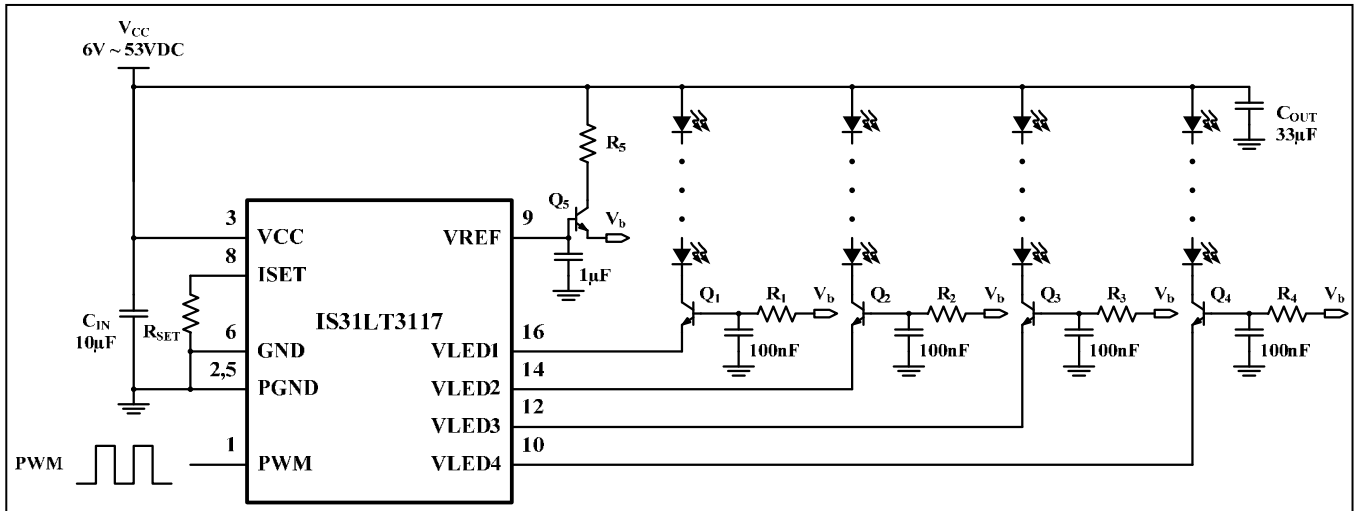 V_CC
6V ~ 53VDC
C_OUT
33µF
R_5
Q_5
V_b
3
VCC
9
VREF
8
ISET
1µF
Q_1
R_1
V_b
Q_2
R_2
V_b
Q_3
R_3
V_b
Q_4
R_4
V_b
C_IN
10µF
R_SET
IS31LT3117
100nF
100nF
100nF
100nF
6
GND
16
VLED1
2,5
PGND
14
VLED2
12
VLED3
PWM
1
PWM
10
VLED4